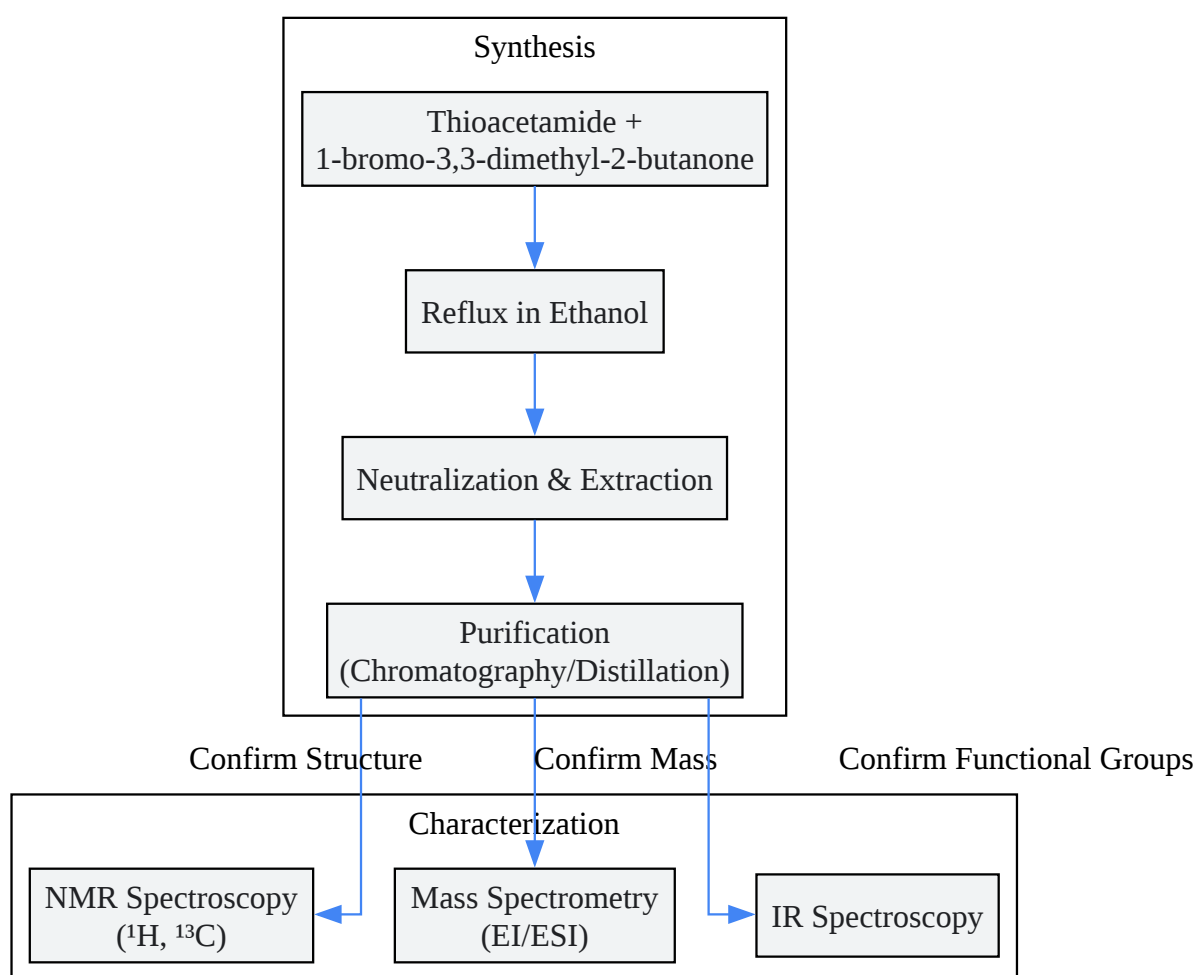 Synthesis
Thioacetamide +
1-bromo-3,3-dimethyl-2-butanone
Reflux in Ethanol
Neutralization & Extraction
Purification
(Chromatography/Distillation)
Confirm Structure
Confirm Mass
Confirm Functional Groups
Characterization
NMR Spectroscopy
(¹H, ¹³C)
Mass Spectrometry
(EI/ESI)
IR Spectroscopy